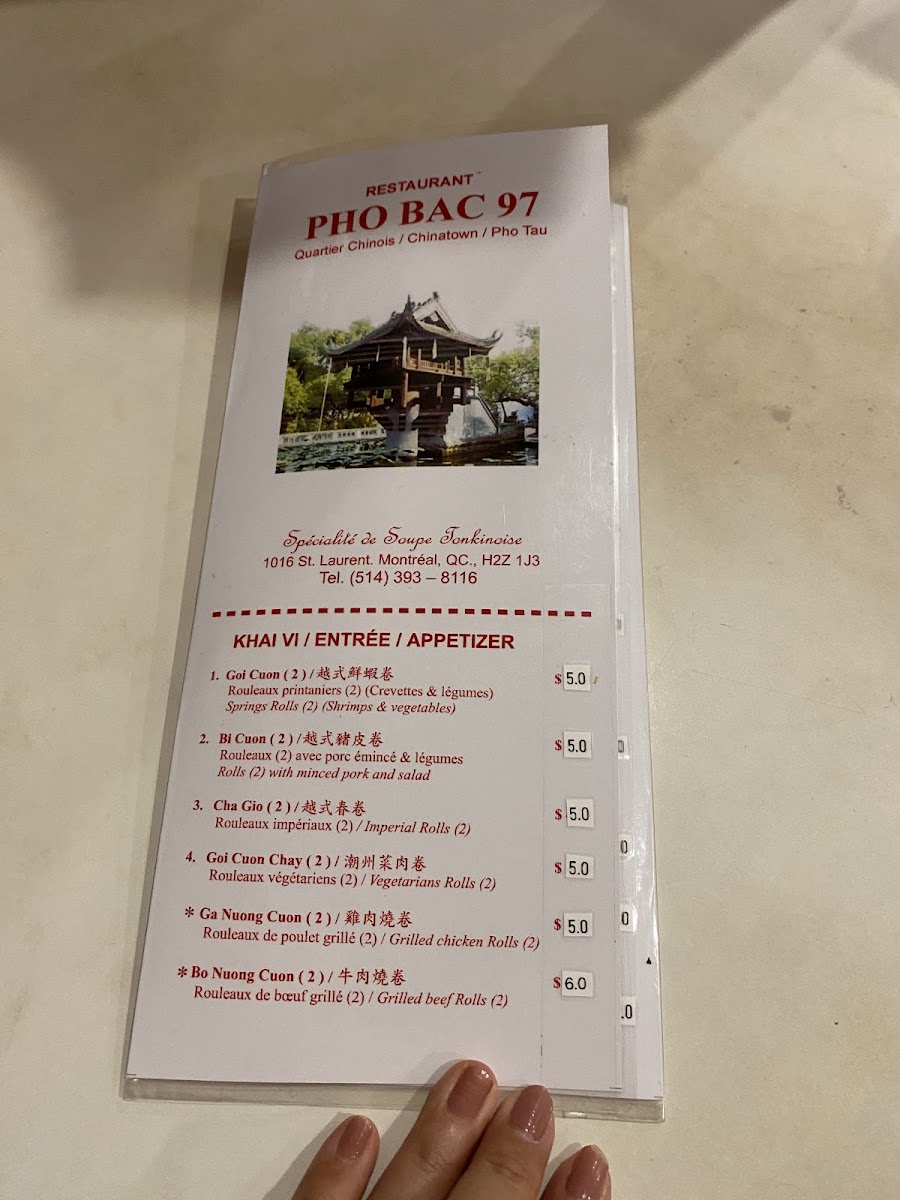 RESTAURANT
PHO BAC 97
Quartier Chinois / Chinatown / Pho Tau
Spécialité de Soupe Tonkinoise
1016 St. Laurent. Montréal, QC., H2Z 1J3
Tel. (514) 393 – 8116
KHAI VI / ENTRÉE / APPETIZER
1. Goi Cuon ( 2 ) / 越式鮮蝦卷 $ 5.0
Rouleaux printaniers (2) (Crevettes & légumes)
Springs Rolls (2) (Shrimps & vegetables)
2. Bi Cuon ( 2 ) / 越式豬皮卷 $ 5.0
Rouleaux (2) avec porc émincé & légumes
Rolls (2) with minced pork and salad
3. Cha Gio ( 2 ) / 越式春卷 $ 5.0
Rouleaux impériaux (2) / Imperial Rolls (2)
4. Goi Cuon Chay ( 2 ) / 潮州菜肉卷 $ 5.0
Rouleaux végétariens (2) / Vegetarians Rolls (2)
* Ga Nuong Cuon ( 2 ) / 雞肉燒卷 $ 5.0
Rouleaux de poulet grillé (2) / Grilled chicken Rolls (2)
* Bo Nuong Cuon ( 2 ) / 牛肉燒卷 $ 6.0
Rouleaux de bœuf grillé (2) / Grilled beef Rolls (2)